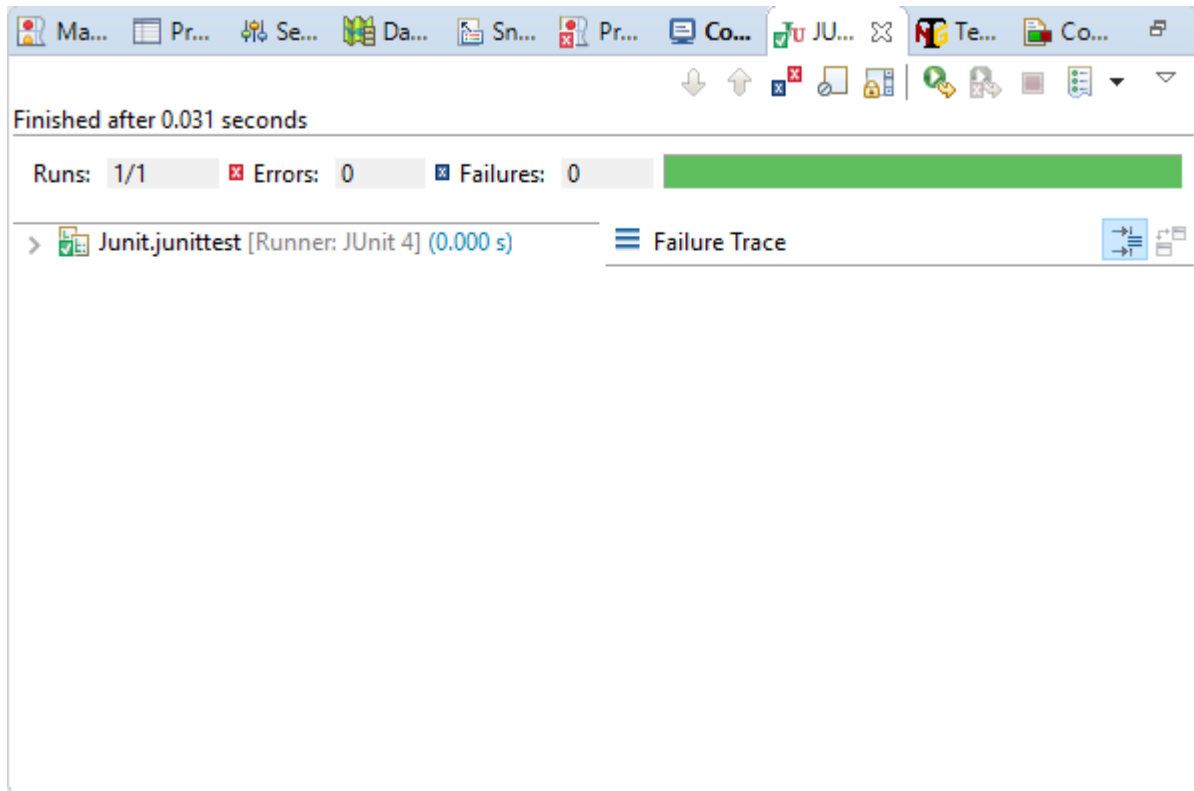 Ma... Pr... Se... Da... Sn... Pr... Co... JU... Te... Co...
Finished after 0.031 seconds
Runs: 1/1 Errors: 0 Failures: 0
Junit.junittest [Runner: JUnit 4] (0.000 s) Failure Trace